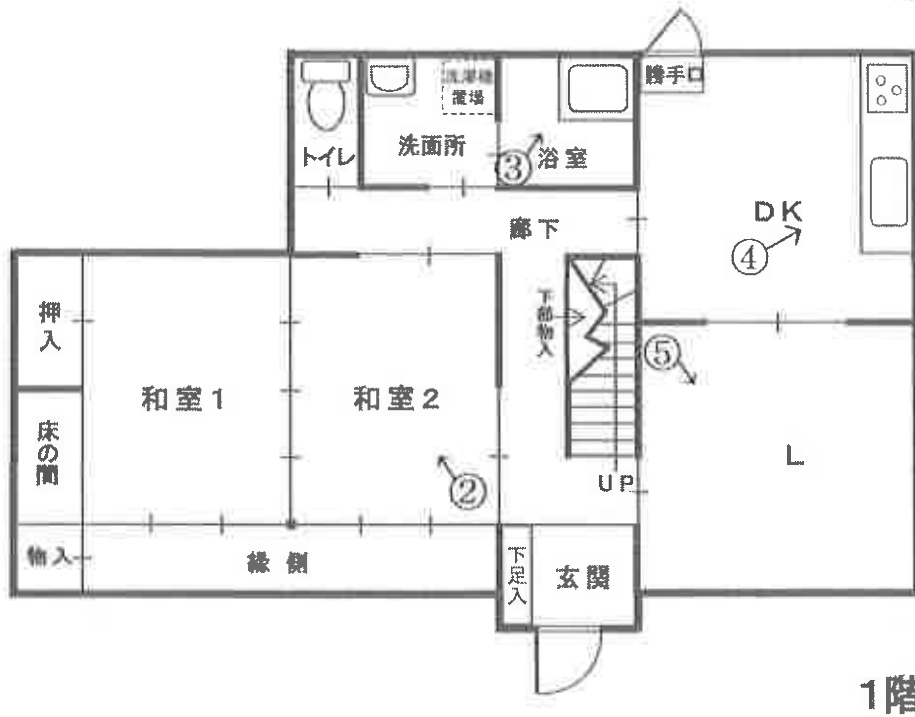 勝手口
洗濯機
置場
洗面所
③
浴室
トイレ
DK
④
廊下
押入
下部物入
⑤
和室1
和室2
床の間
L
②
UP
物入
縁側
下足入
玄関
1階